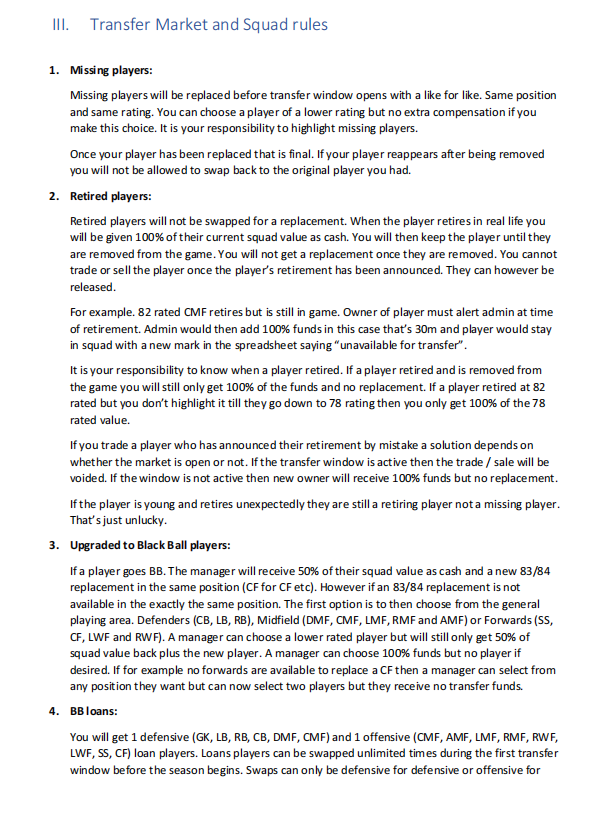 III. Transfer Market and Squad rules
1. Missing players:
Missing players will be replaced before transfer window opens with a like for like. Same position
and same rating. You can choose a player of a lower rating but no extra compensation if you
make this choice. It is your responsibility to highlight missing players.
Once your player has been replaced that is final. If your player reappears after being removed
you will not be allowed to swap back to the original player you had.
2. Retired players:
Retired players will not be swapped for a replacement. When the player retires in real life you
will be given 100% of their current squad value as cash. You will then keep the player until they
are removed from the game. You will not get a replacement once they are removed. You cannot
trade or sell the player once the player's retirement has been announced. They can however be
released.
For example. 82 rated CMF retires but is still in game. Owner of player must alert admin at time
of retirement. Admin would then add 100% funds in this case that's 30m and player would stay
in squad with a new mark in the spreadsheet saying "unavailable for transfer".
It is your responsibility to know when a player retired. If a player retired and is removed from
the game you will still only get 100% of the funds and no replacement. If a player retired at 82
rated but you don't highlight it till they go down to 78 rating then you only get 100% of the 78
rated value.
If you trade a player who has announced their retirement by mistake a solution depends on
whether the market is open or not. If the transfer window is active then the trade / sale will be
voided. If the window is not active then new owner will receive 100% funds but no replacement.
If the player is young and retires unexpectedly they are still a retiring player not a missing player.
That's just unlucky.
3. Upgraded to Black Ball players:
If a player goes BB. The manager will receive 50% of their squad value as cash and a new 83/84
replacement in the same position (CF for CF etc). However if an 83/84 replacement is not
available in the exactly the same position. The first option is to then choose from the general
playing area. Defenders (CB, LB, RB), Midfield (DMF, CMF, LMF, RMF and AMF) or Forwards (SS,
CF, LWF and RWF). A manager can choose a lower rated player but will still only get 50% of
squad value back plus the new player. A manager can choose 100% funds but no player if
desired. If for example no forwards are available to replace a CF then a manager can select from
any position they want but can now select two players but they receive no transfer funds.
4. BB loans:
You will get 1 defensive (GK, LB, RB, CB, DMF, CMF) and 1 offensive (CMF, AMF, LMF, RMF, RWF,
LWF, SS, CF) loan players. Loans players can be swapped unlimited times during the first transfer
window before the season begins. Swaps can only be defensive for defensive or offensive for